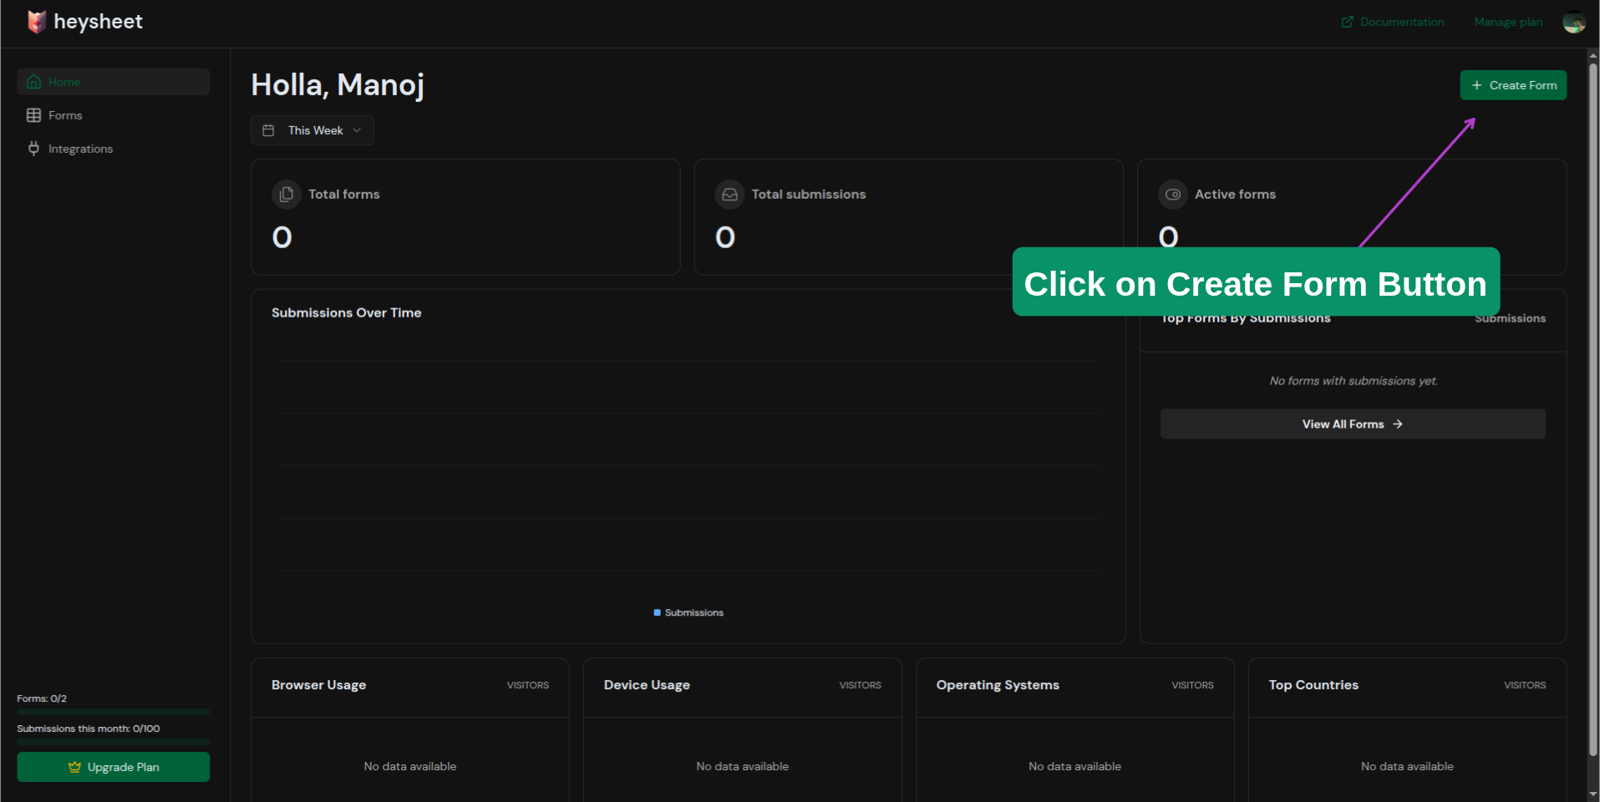 heysheet
Documentation
Manage plan
Home
Forms
Integrations
Holla, Manoj
Create Form
This Week
Total forms
0
Total submissions
0
Active forms
0
Click on Create Form Button
Submissions Over Time
Top Forms By Submissions
Submissions
No forms with submissions yet.
View All Forms
Submissions
Browser Usage
VISITORS
No data available
Device Usage
VISITORS
No data available
Operating Systems
VISITORS
No data available
Top Countries
VISITORS
No data available
Forms: 0/2
Submissions this month: 0/100
Upgrade Plan